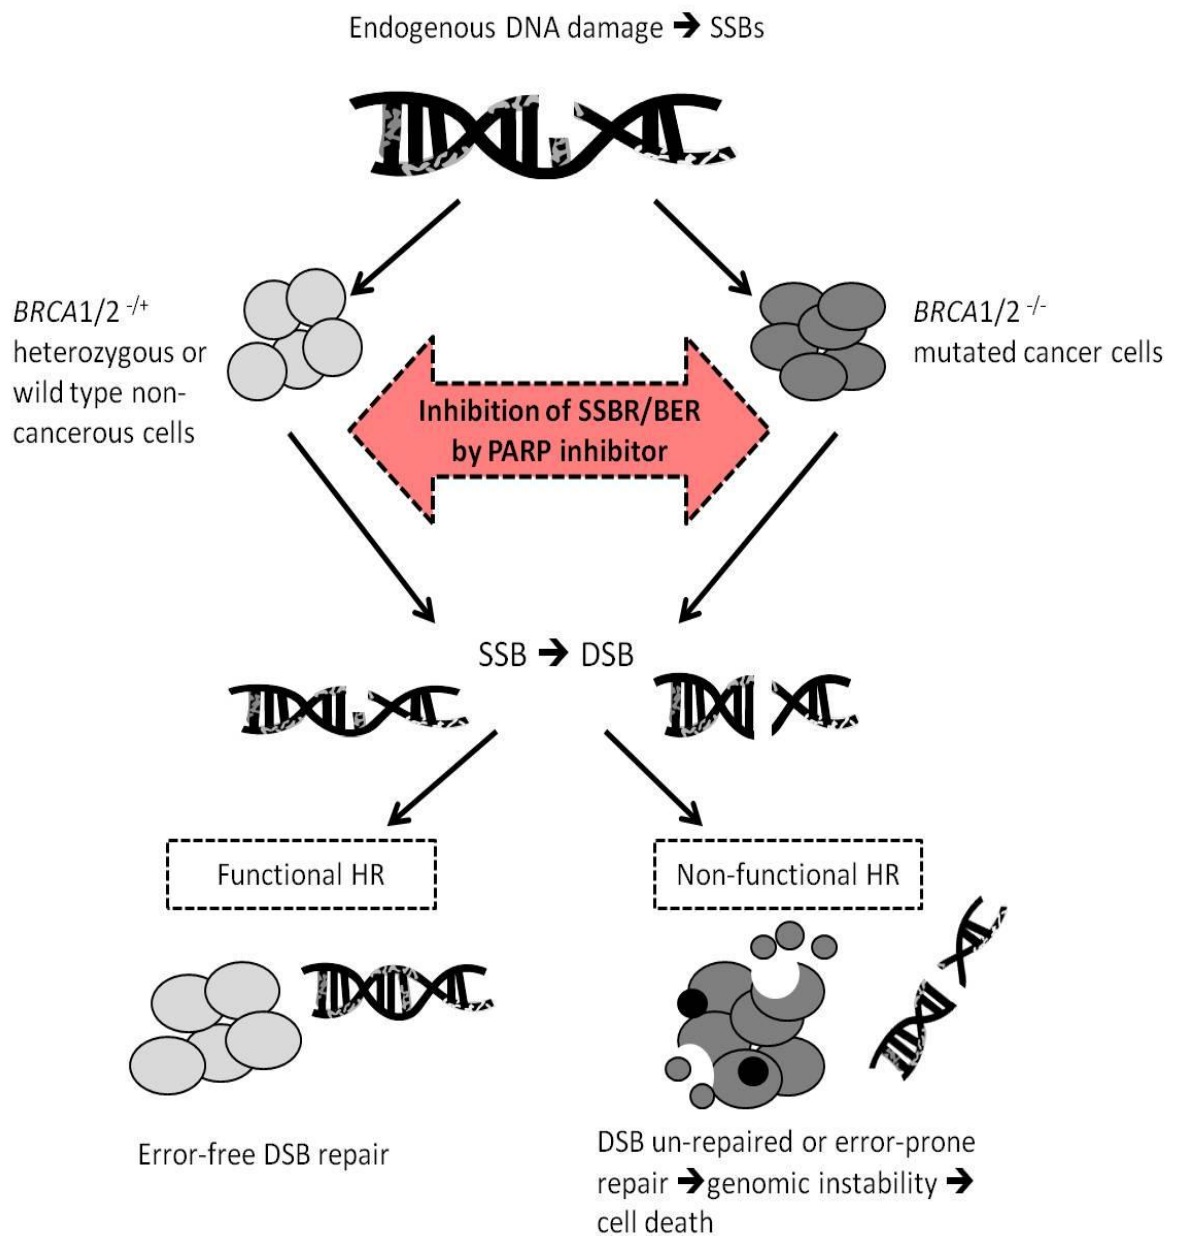 Endogenous DNA damage ➔ SSBs
BRCA1/2 -/+
heterozygous or
wild type non-
cancerous cells
BRCA1/2 -/-
mutated cancer cells
Inhibition of SSBR/BER
by PARP inhibitor
SSB ➔ DSB
Functional HR
Non-functional HR
Error-free DSB repair
DSB un-repaired or error-prone
repair ➔genomic instability ➔
cell death